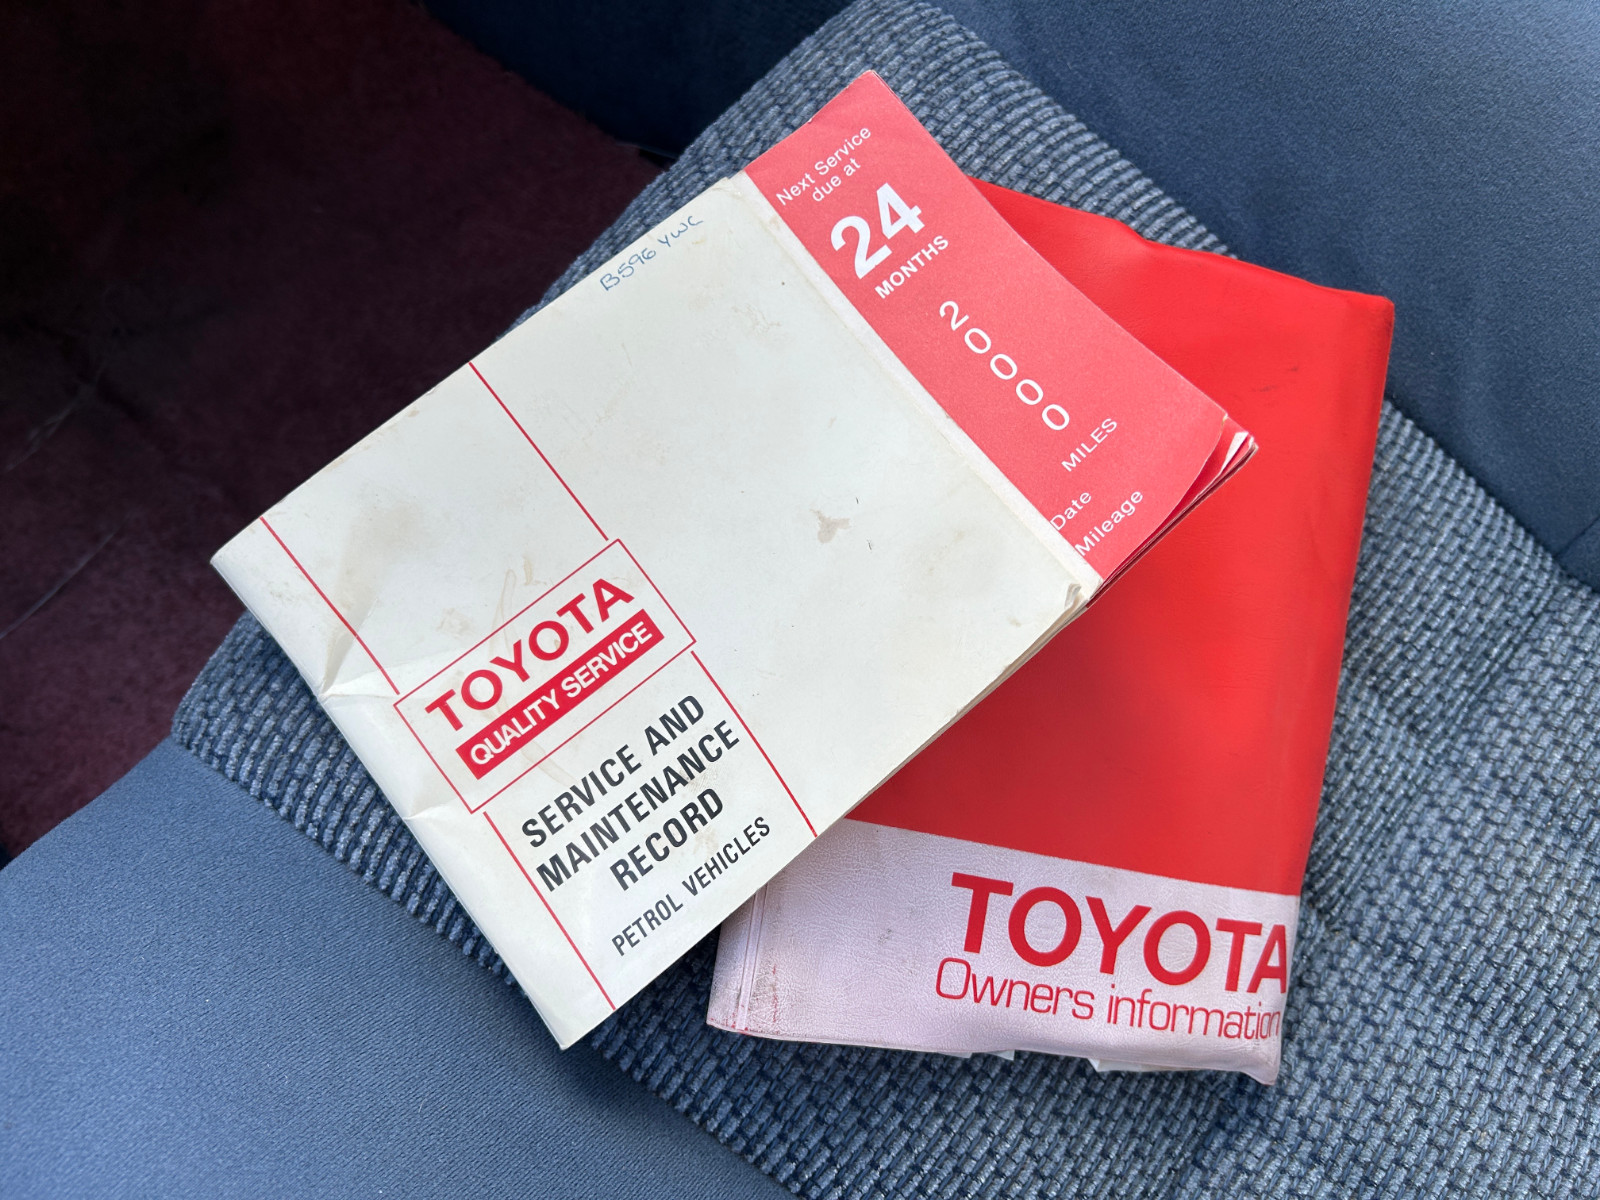 B596 YWC
TOYOTA
QUALITY SERVICE
SERVICE AND
MAINTENANCE
RECORD
PETROL VEHICLES
Next Service
due at
24
MONTHS
20000
MILES
Date
Mileage
TOYOTA
Owners information